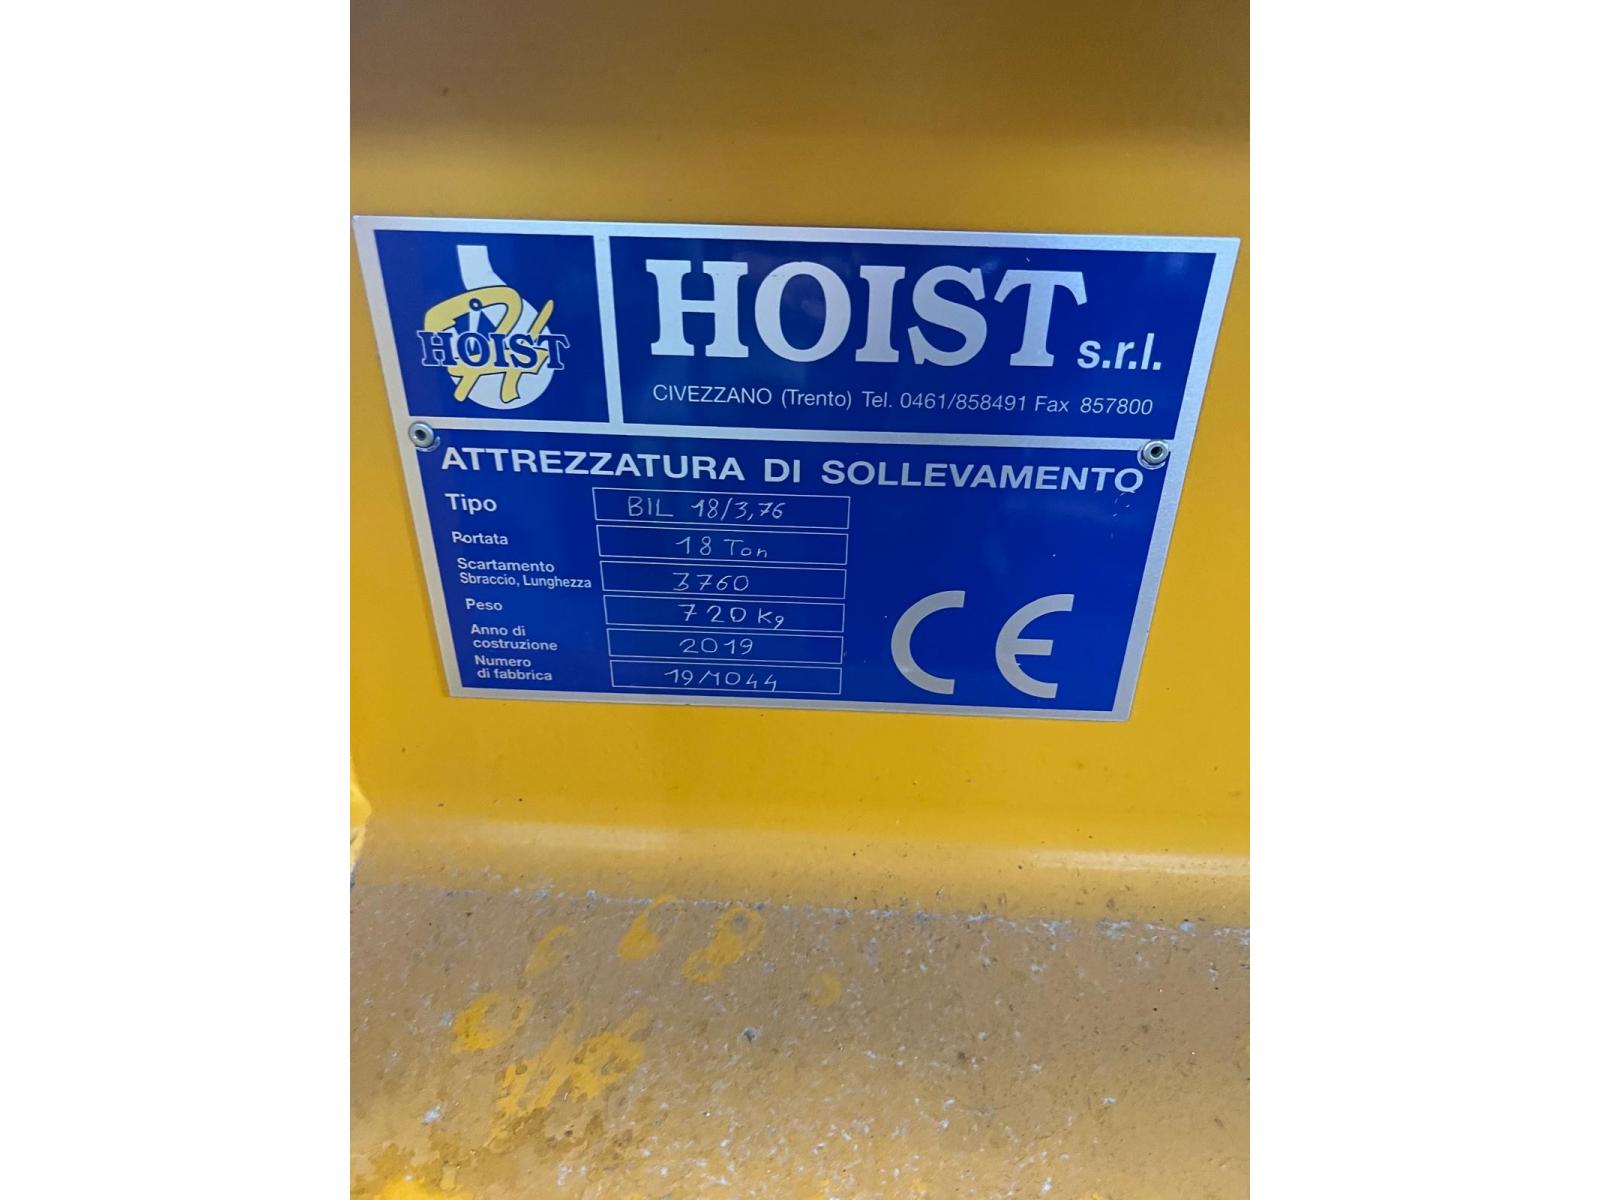 HOIST
HOIST s.r.l.
CIVEZZANO (Trento) Tel. 0461/858491 Fax 857800
ATTREZZATURA DI SOLLEVAMENTO
Tipo BIL 18/3,76
Portata 18 Ton
Scartamento
Sbraccio, Lunghezza 3760
Peso 720 Kg
Anno di
costruzione 2019
Numero
di fabbrica 19/1044
CE